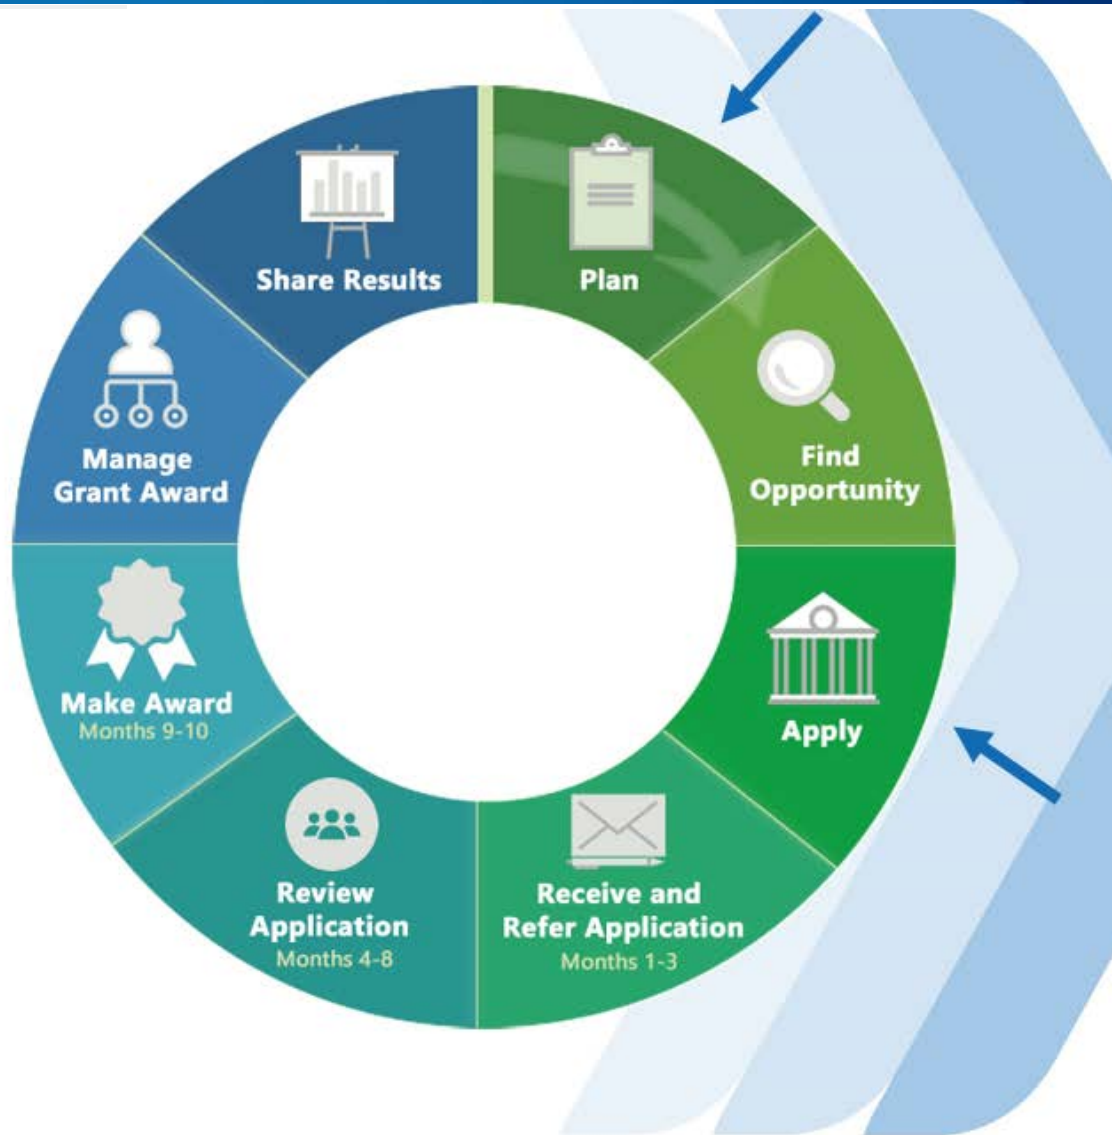 Plan
Find
Opportunity
Apply
Receive and
Refer Application
Months 1-3
Review
Application
Months 4-8
Make Award
Months 9-10
Manage
Grant Award
Share Results